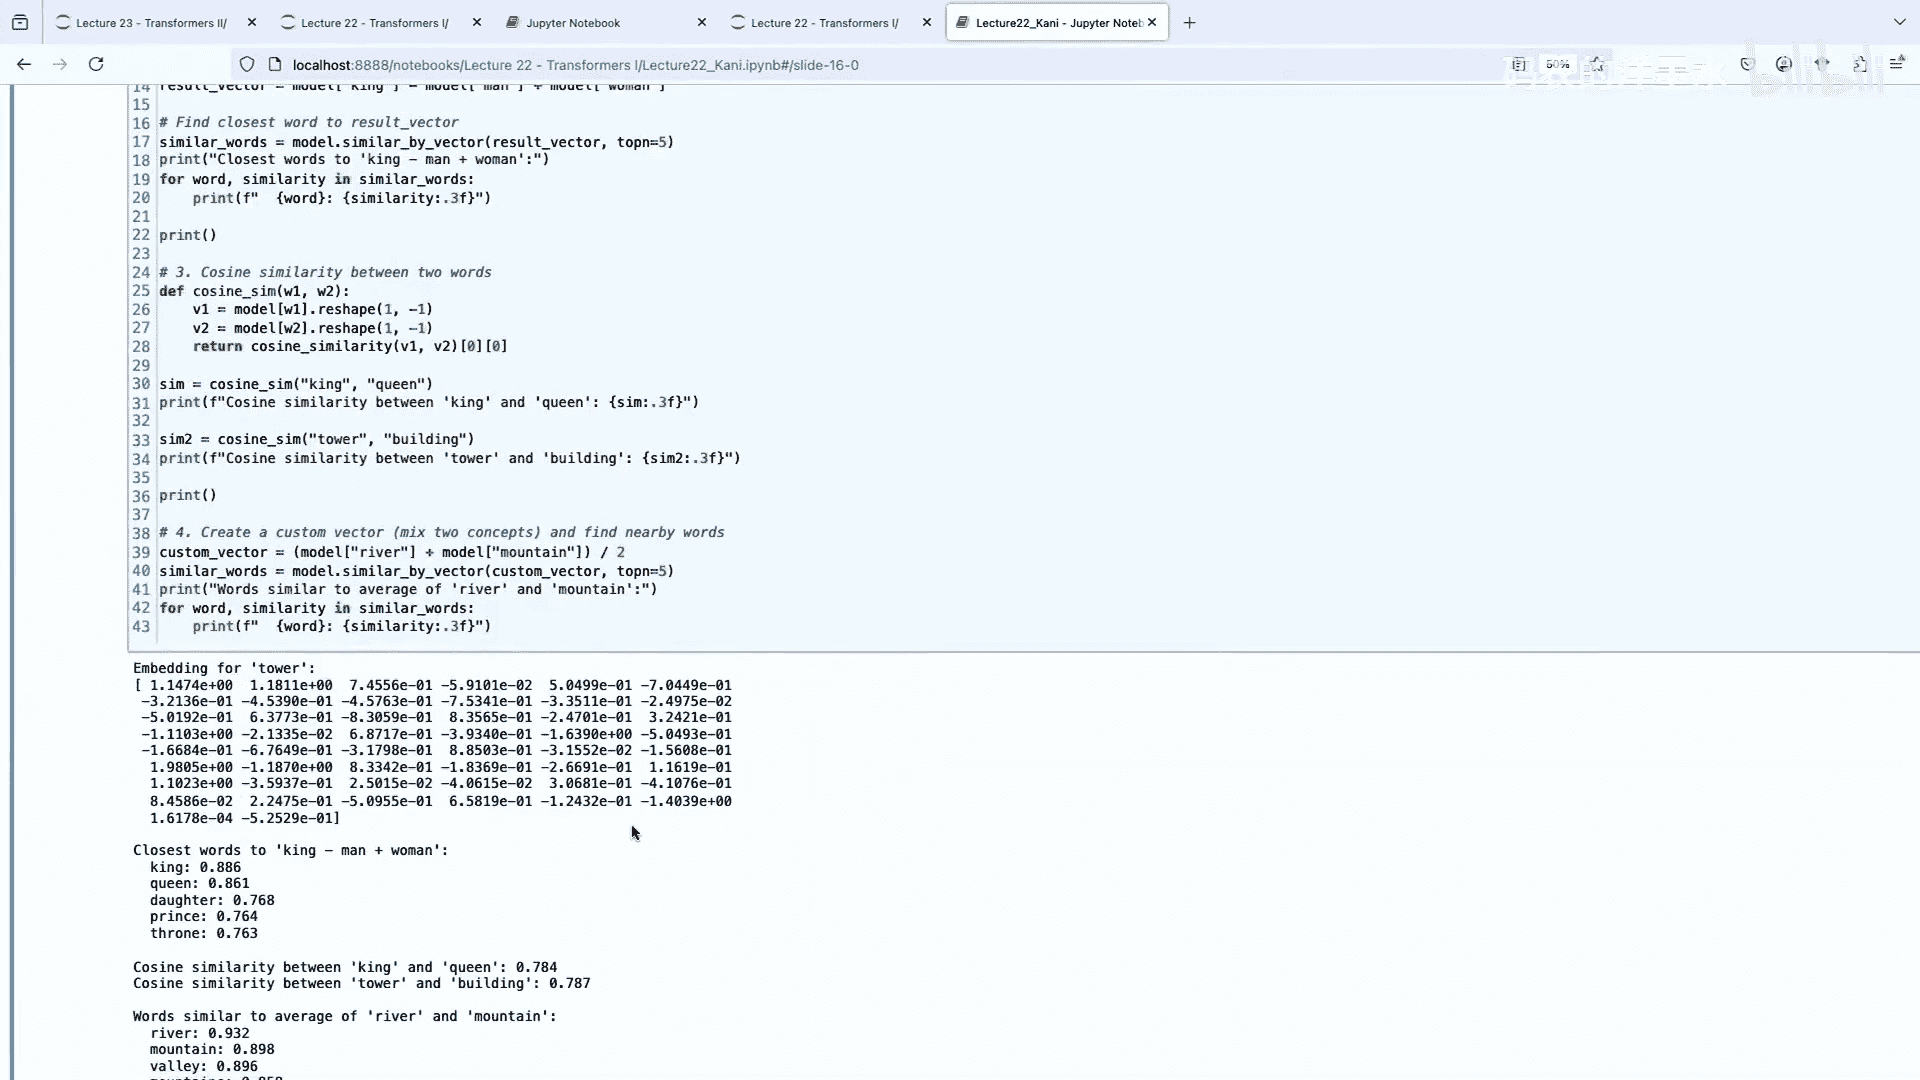 Lecture 23 - Transformers II/
Lecture 22 - Transformers I/
Jupyter Notebook
Lecture 22 - Transformers I/
Lecture22_Kani - Jupyter Noteb
localhost:8888/notebooks/Lecture 22 - Transformers I/Lecture22_Kani.ipynb#/slide-16-0
50%
bilibili
14 result_vector = model["king"] - model["man"] + model["woman"]
15
16 # Find closest word to result_vector
17 similar_words = model.similar_by_vector(result_vector, topn=5)
18 print("Closest words to 'king - man + woman':")
19 for word, similarity in similar_words:
20     print(f"  {word}: {similarity:.3f}")
21
22 print()
23
24 # 3. Cosine similarity between two words
25 def cosine_sim(w1, w2):
26     v1 = model[w1].reshape(1, -1)
27     v2 = model[w2].reshape(1, -1)
28     return cosine_similarity(v1, v2)[0][0]
29
30 sim = cosine_sim("king", "queen")
31 print(f"Cosine similarity between 'king' and 'queen': {sim:.3f}")
32
33 sim2 = cosine_sim("tower", "building")
34 print(f"Cosine similarity between 'tower' and 'building': {sim2:.3f}")
35
36 print()
37
38 # 4. Create a custom vector (mix two concepts) and find nearby words
39 custom_vector = (model["river"] + model["mountain"]) / 2
40 similar_words = model.similar_by_vector(custom_vector, topn=5)
41 print("Words similar to average of 'river' and 'mountain':")
42 for word, similarity in similar_words:
43     print(f"  {word}: {similarity:.3f}")
Embedding for 'tower':
[ 1.1474e+00  1.1811e+00  7.4556e-01 -5.9101e-02  5.0499e-01 -7.0449e-01
 -3.2136e-01 -4.5390e-01 -4.5763e-01 -7.5341e-01 -3.3511e-01 -2.4975e-02
 -5.0192e-01  6.3773e-01 -8.3059e-01  8.3565e-01 -2.4701e-01  3.2421e-01
 -1.1103e+00 -2.1335e-02  6.8717e-01 -3.9340e-01 -1.6390e+00 -5.0493e-01
 -1.6684e-01 -6.7649e-01 -3.1798e-01  8.8503e-01 -3.1552e-02 -1.5608e-01
  1.9805e+00 -1.1870e+00  8.3342e-01 -1.8369e-01 -2.6691e-01  1.1619e-01
  1.1023e+00 -3.5937e-01  2.5015e-02 -4.0615e-02  3.0681e-01 -4.1076e-01
  8.4586e-02  2.2475e-01 -5.0955e-01  6.5819e-01 -1.2432e-01 -1.4039e+00
  1.6178e-04 -5.2529e-01]
Closest words to 'king - man + woman':
  king: 0.886
  queen: 0.861
  daughter: 0.768
  prince: 0.764
  throne: 0.763
Cosine similarity between 'king' and 'queen': 0.784
Cosine similarity between 'tower' and 'building': 0.787
Words similar to average of 'river' and 'mountain':
  river: 0.932
  mountain: 0.898
  valley: 0.896